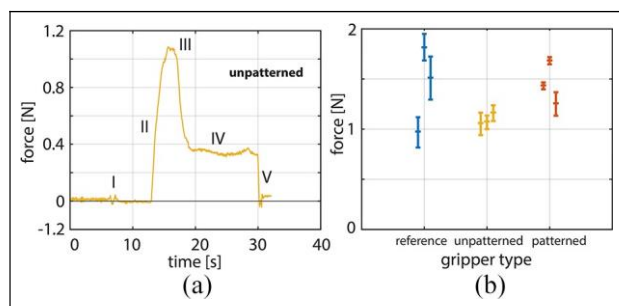 (a)
1.2
0.8
0.4
0
-1.2
force [N]
I
II
III
IV
V
unpatterned
0
10
20
30
40
time [s]
(a)
(b)
2
1
0
force [N]
reference
unpatterned
patterned
gripper type
(b)